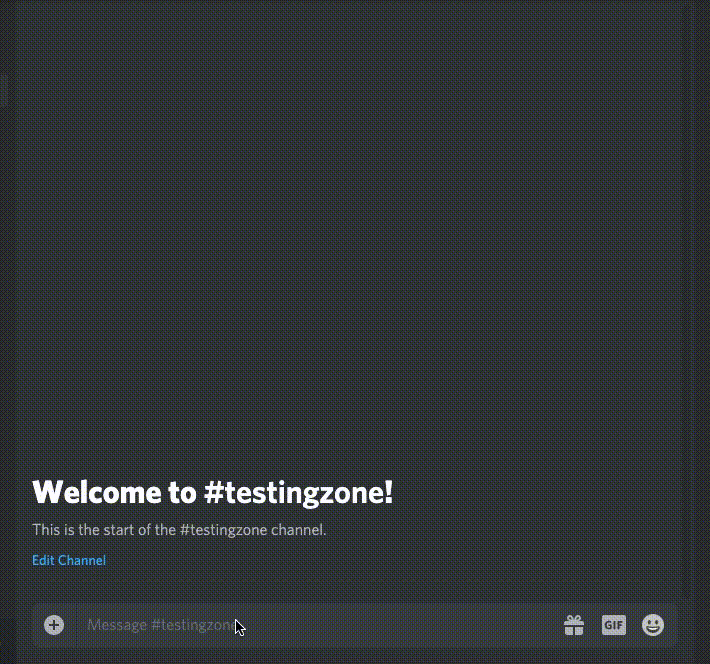 Welcome to #testingzone!
This is the start of the #testingzone channel.
Edit Channel
Message #testingzone
GIF